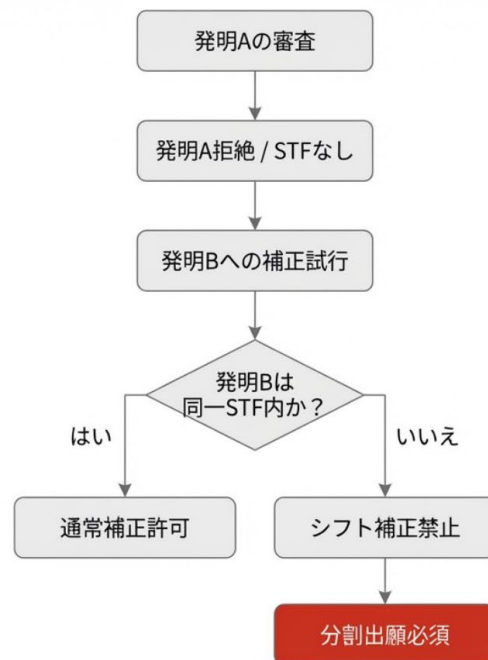 発明Aの審査
発明A拒絶 / STFなし
発明Bへの補正試行
発明Bは
同一STF内か？
はい
いいえ
通常補正許可
シフト補正禁止
分割出願必須